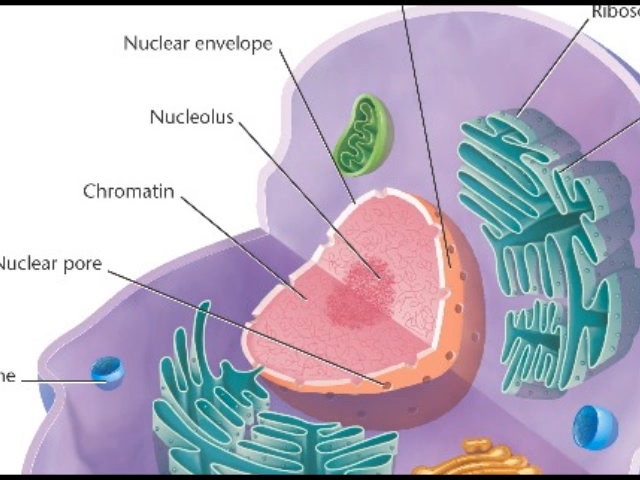 Nuclear envelope
Nucleolus
Chromatin
Nuclear pore